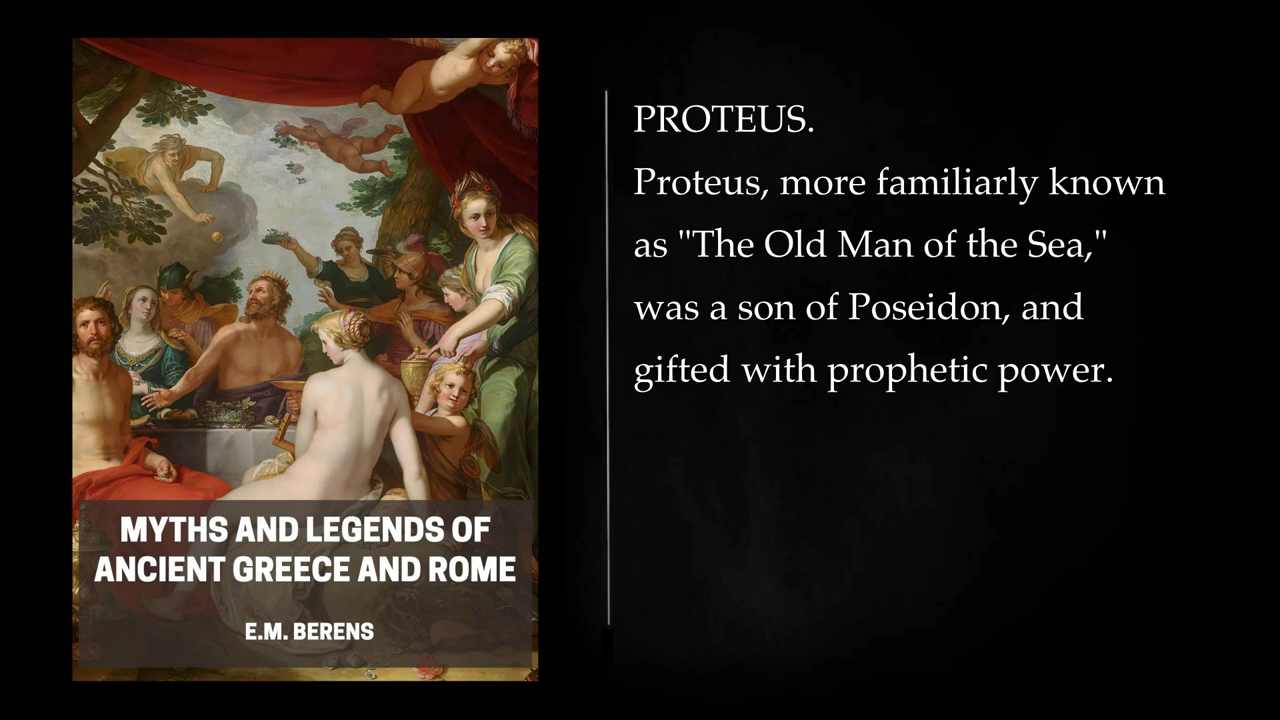 MYTHS AND LEGENDS OF
ANCIENT GREECE AND ROME
E.M. BERENS
PROTEUS.
Proteus, more familiarly known
as "The Old Man of the Sea,"
was a son of Poseidon, and
gifted with prophetic power.